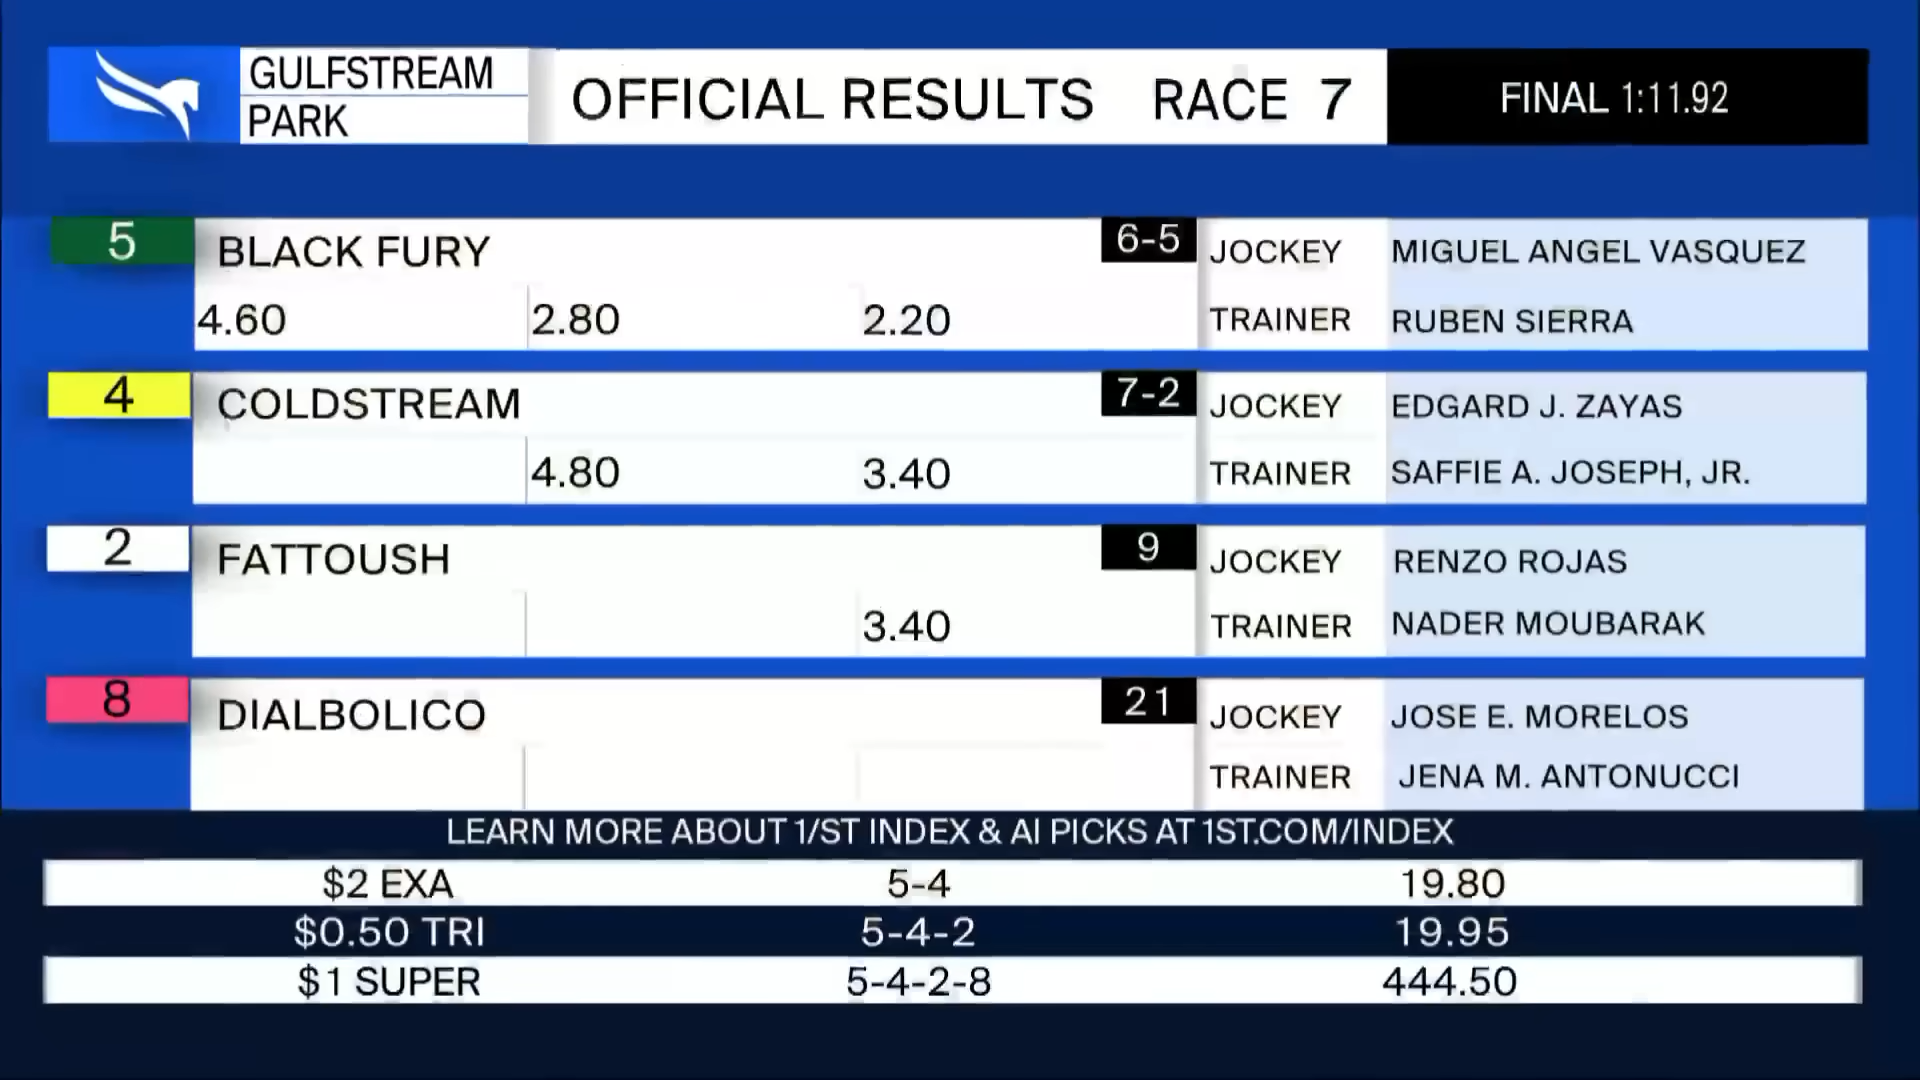 GULFSTREAM
PARK
OFFICIAL RESULTS RACE 7
FINAL 1:11.92
5 BLACK FURY 6-5 JOCKEY MIGUEL ANGEL VASQUEZ
4.60 2.80 2.20 TRAINER RUBEN SIERRA
4 COLDSTREAM 7-2 JOCKEY EDGARD J. ZAYAS
4.80 3.40 TRAINER SAFFIE A. JOSEPH, JR.
2 FATTOUSH 9 JOCKEY RENZO ROJAS
3.40 TRAINER NADER MOUBARAK
8 DIALBOLICO 21 JOCKEY JOSE E. MORELOS
TRAINER JENA M. ANTONUCCI
LEARN MORE ABOUT 1/ST INDEX & AI PICKS AT 1ST.COM/INDEX
$2 EXA 5-4 19.80
$0.50 TRI 5-4-2 19.95
$1 SUPER 5-4-2-8 444.50